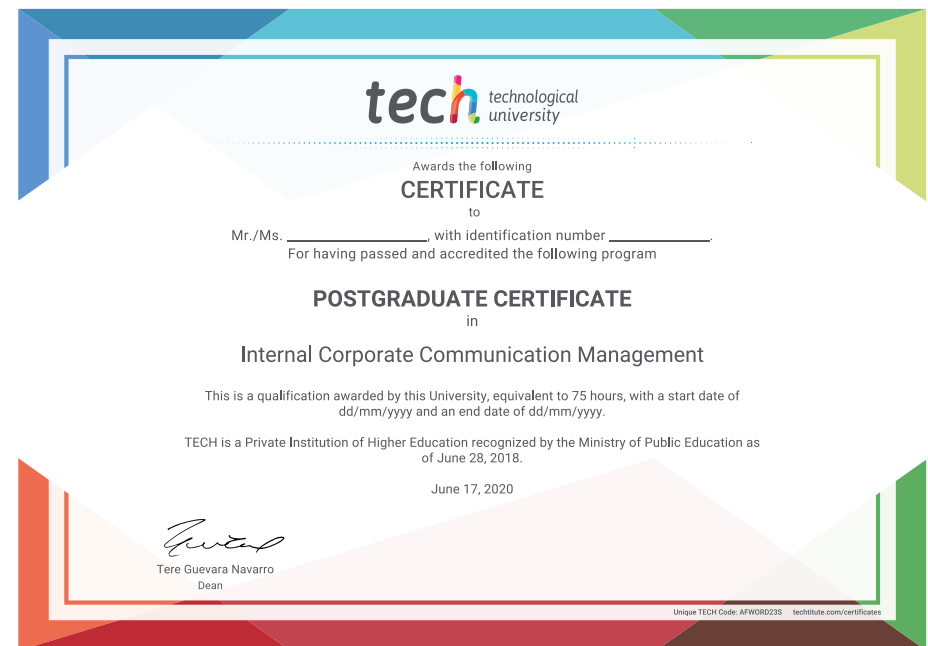 tech technological
university
Awards the following
CERTIFICATE
to
Mr./Ms. ____________________, with identification number ______________.
For having passed and accredited the following program
POSTGRADUATE CERTIFICATE
in
Internal Corporate Communication Management
This is a qualification awarded by this University, equivalent to 75 hours, with a start date of
dd/mm/yyyy and an end date of dd/mm/yyyy.
TECH is a Private Institution of Higher Education recognized by the Ministry of Public Education as
of June 28, 2018.
June 17, 2020
Tere Guevara Navarro
Dean
Unique TECH Code: AFWORD23S techtitute.com/certificates